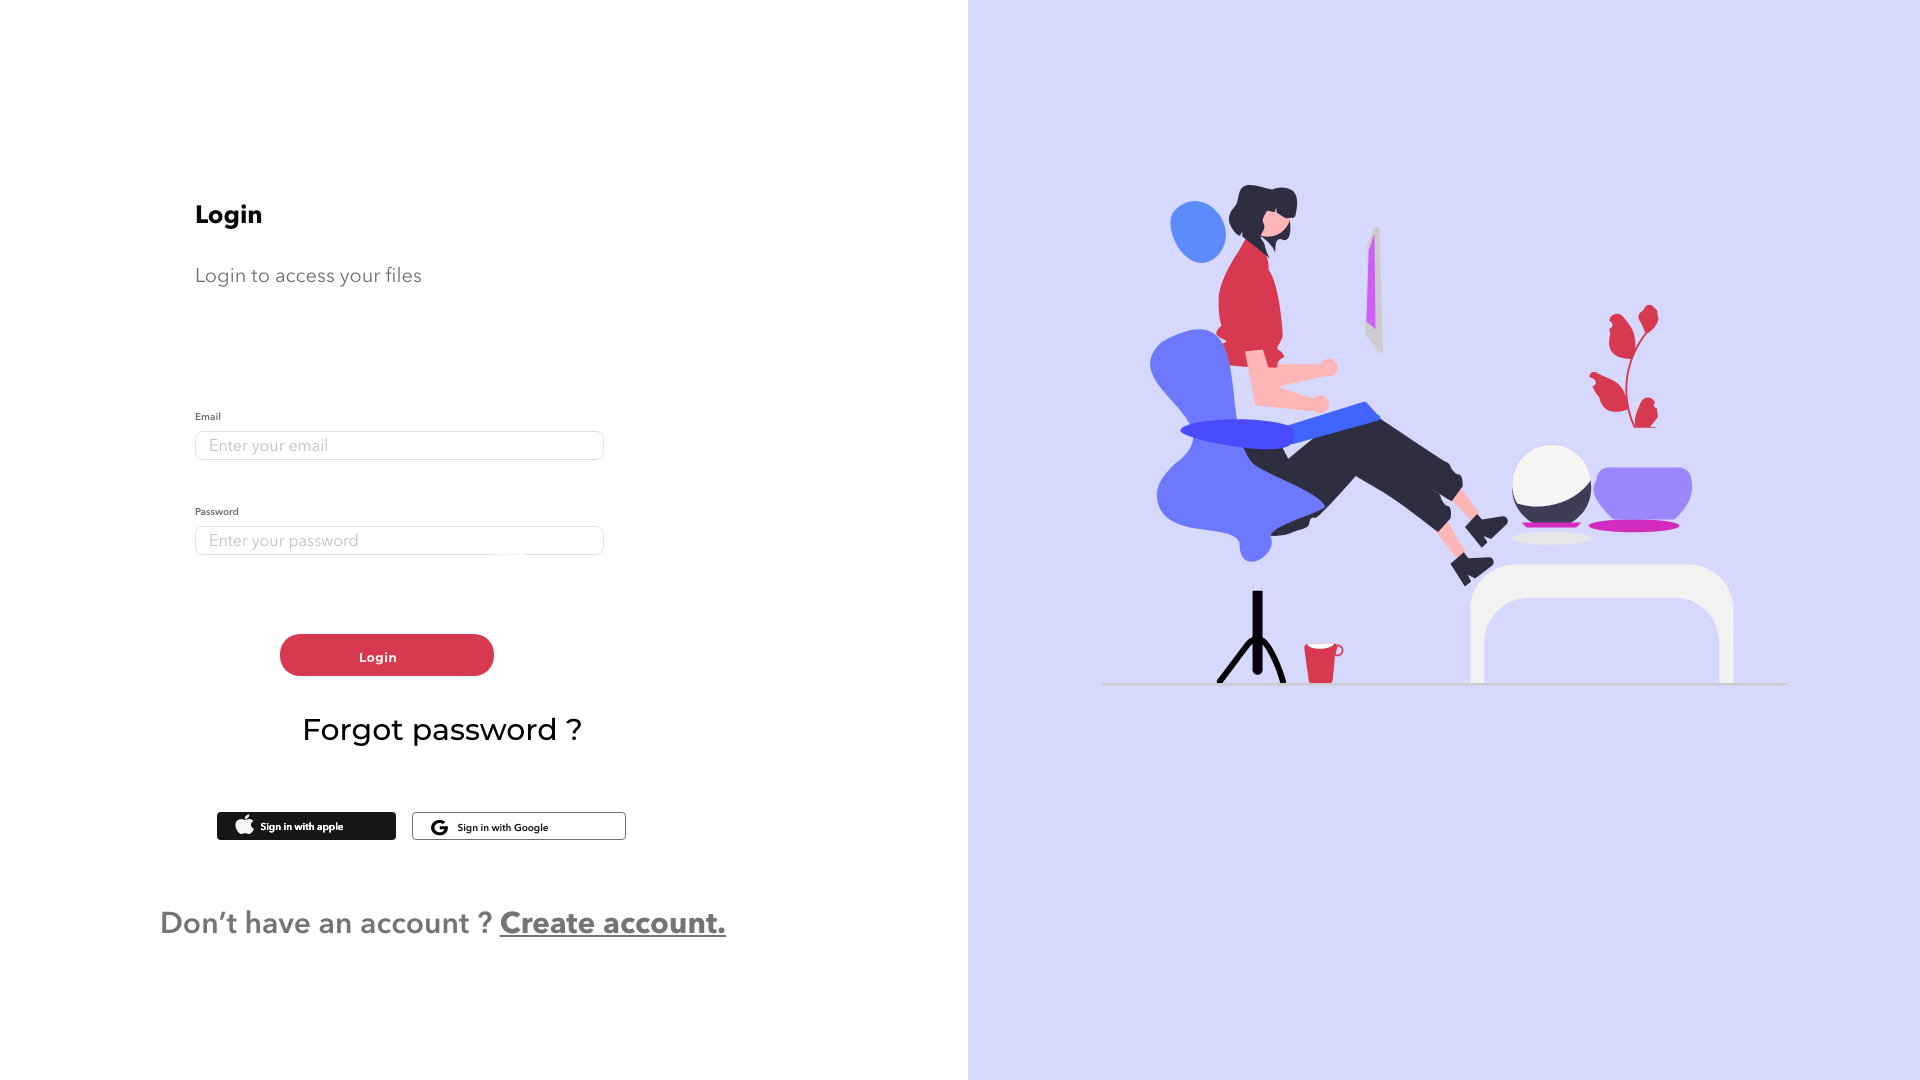 Login
Login to access your files
Email
Enter your email
Password
Enter your password
Login
Forgot password ?
Sign in with apple
Sign in with Google
Don’t have an account ? Create account.